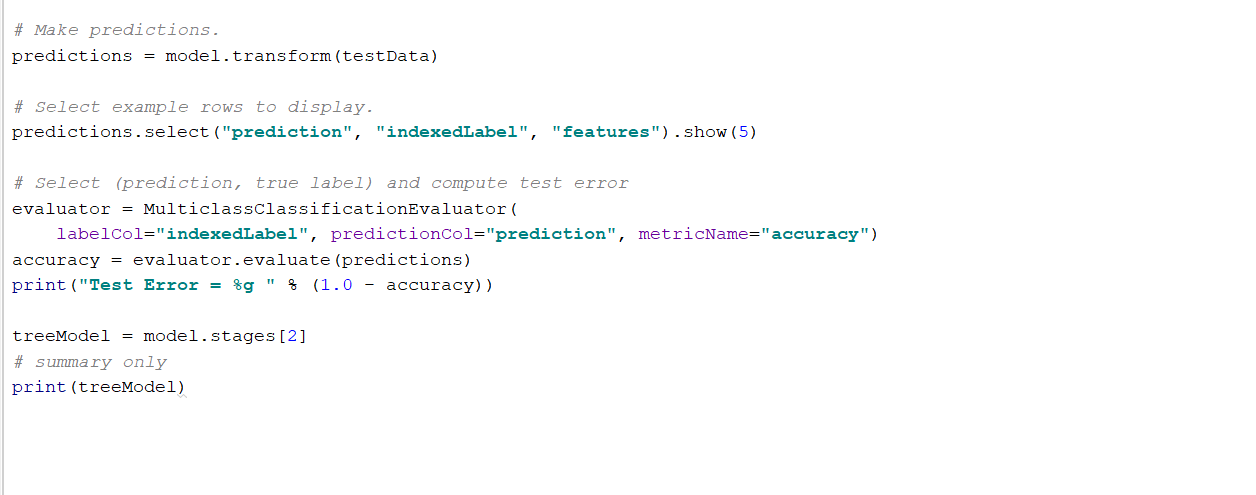 # Make predictions.
predictions = model.transform(testData)
# Select example rows to display.
predictions.select("prediction", "indexedLabel", "features").show(5)
# Select (prediction, true label) and compute test error
evaluator = MulticlassClassificationEvaluator(
    labelCol="indexedLabel", predictionCol="prediction", metricName="accuracy")
accuracy = evaluator.evaluate(predictions)
print("Test Error = %g " % (1.0 - accuracy))
treeModel = model.stages[2]
# summary only
print(treeModel)